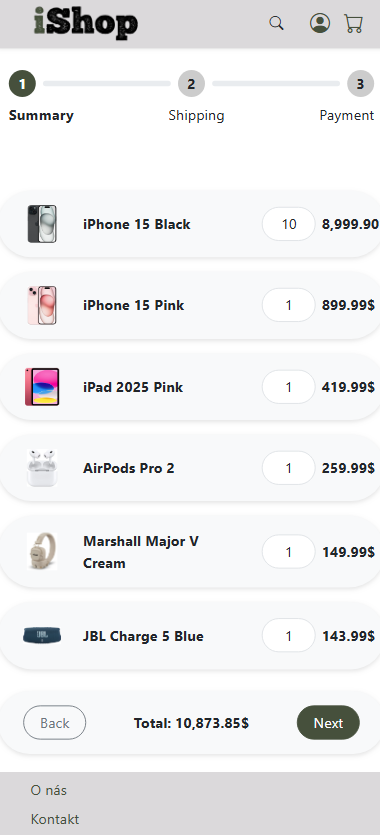 iShop
1
2
3
Summary
Shipping
Payment
iPhone 15 Black
10
8,999.90
iPhone 15 Pink
1
899.99$
iPad 2025 Pink
1
419.99$
AirPods Pro 2
1
259.99$
Marshall Major V
Cream
1
149.99$
JBL
JBL Charge 5 Blue
1
143.99$
Back
Total: 10,873.85$
Next
O nás
Kontakt